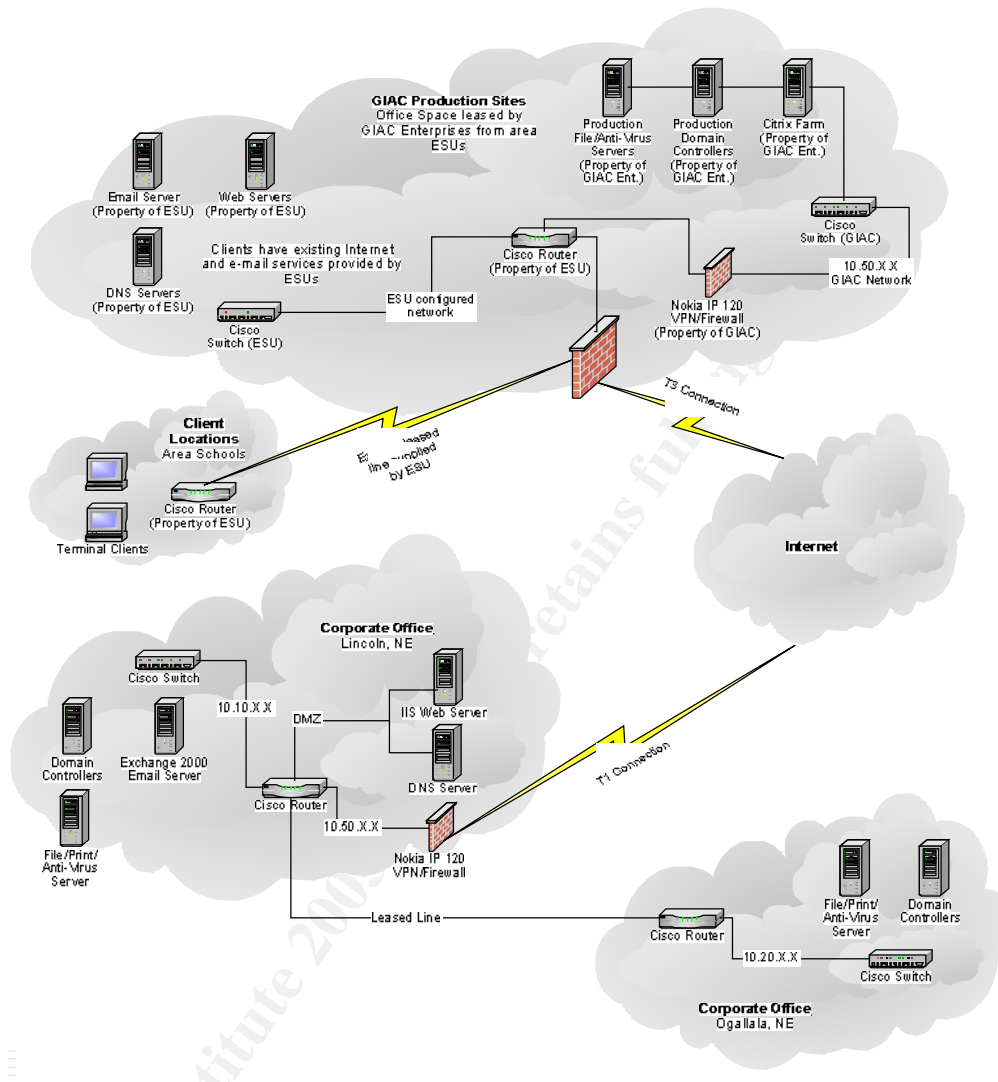 GIAC Production Sites
Office Space leased by
GIAC Enterprises from area
ESUs
Production
File/Anti-Virus
Servers
(Property of
GIAC Ent.)
Production
Domain
Controllers
(Property of
GIAC Ent.)
Citrix Farm
(Property of
GIAC Ent.)
Email Server
(Property of ESU)
Web Servers
(Property of ESU)
Cisco
Switch (GIAC)
Clients have existing Internet
and e-mail services provided by
ESUs
Cisco Router
(Property of ESU)
10.50.X.X
GIAC Network
DNS Servers
(Property of ESU)
ESU configured
network
Nokia IP 120
VPN/Firewall
(Property of GIAC)
Cisco
Switch (ESU)
T3 Connection
Client
Locations
Area Schools
leased
line supplied
by ESU
Cisco Router
(Property of ESU)
Terminal Clients
Internet
Corporate Office
Lincoln, NE
Cisco Switch
10.10.X.X
DMZ
IIS Web Server
Domain
Controllers
Exchange 2000
Email Server
DNS Server
Cisco Router
T1 Connection
10.50.X.X
File/Print/
Anti-Virus
Server
Nokia IP 120
VPN/Firewall
Leased Line
Cisco Router
File/Print/
Anti-Virus
Server
Domain
Controllers
10.20.X.X
Cisco Switch
Corporate Office
Ogallala, NE
titute 200
retains ful